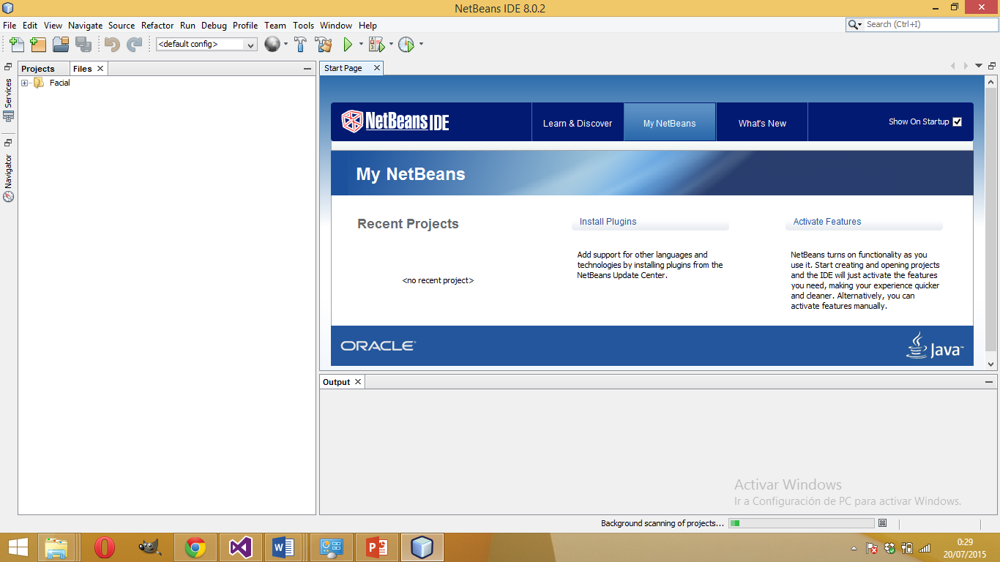 NetBeans IDE 8.0.2
File Edit View Navigate Source Refactor Run Debug Profile Team Tools Window Help
Search (Ctrl+I)
<default config>
Services
Navigator
Projects Files
Facial
Start Page
NetBeans IDE
Learn & Discover
My NetBeans
What's New
Show On Startup
My NetBeans
Recent Projects
<no recent project>
Install Plugins
Add support for other languages and
technologies by installing plugins from the
NetBeans Update Center.
Activate Features
NetBeans turns on functionality as you
use it. Start creating and opening projects
and the IDE will just activate the features
you need, making your experience quicker
and cleaner. Alternatively, you can
activate features manually.
ORACLE
Java™
Output
Activar Windows
Ir a Configuración de PC para activar Windows.
Background scanning of projects...
0:29
20/07/2015